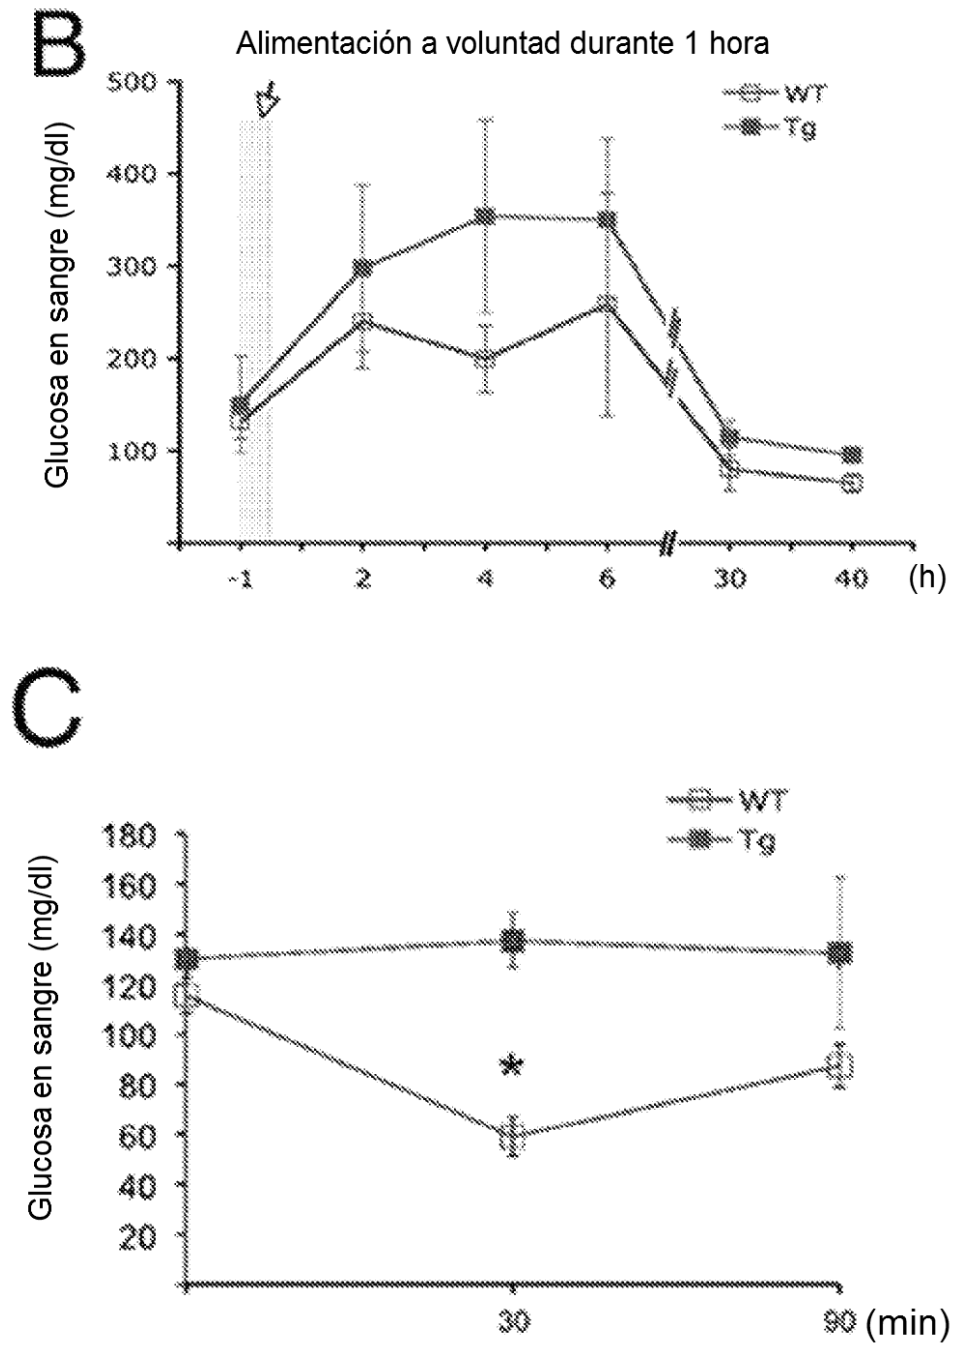 B
Alimentación a voluntad durante 1 hora
Glucosa en sangre (mg/dl)
500
400
300
200
100
WT
Tg
-1 2 4 6 30 40 (h)
C
Glucosa en sangre (mg/dl)
180
160
140
120
100
80
60
40
20
WT
Tg
*
30 90 (min)